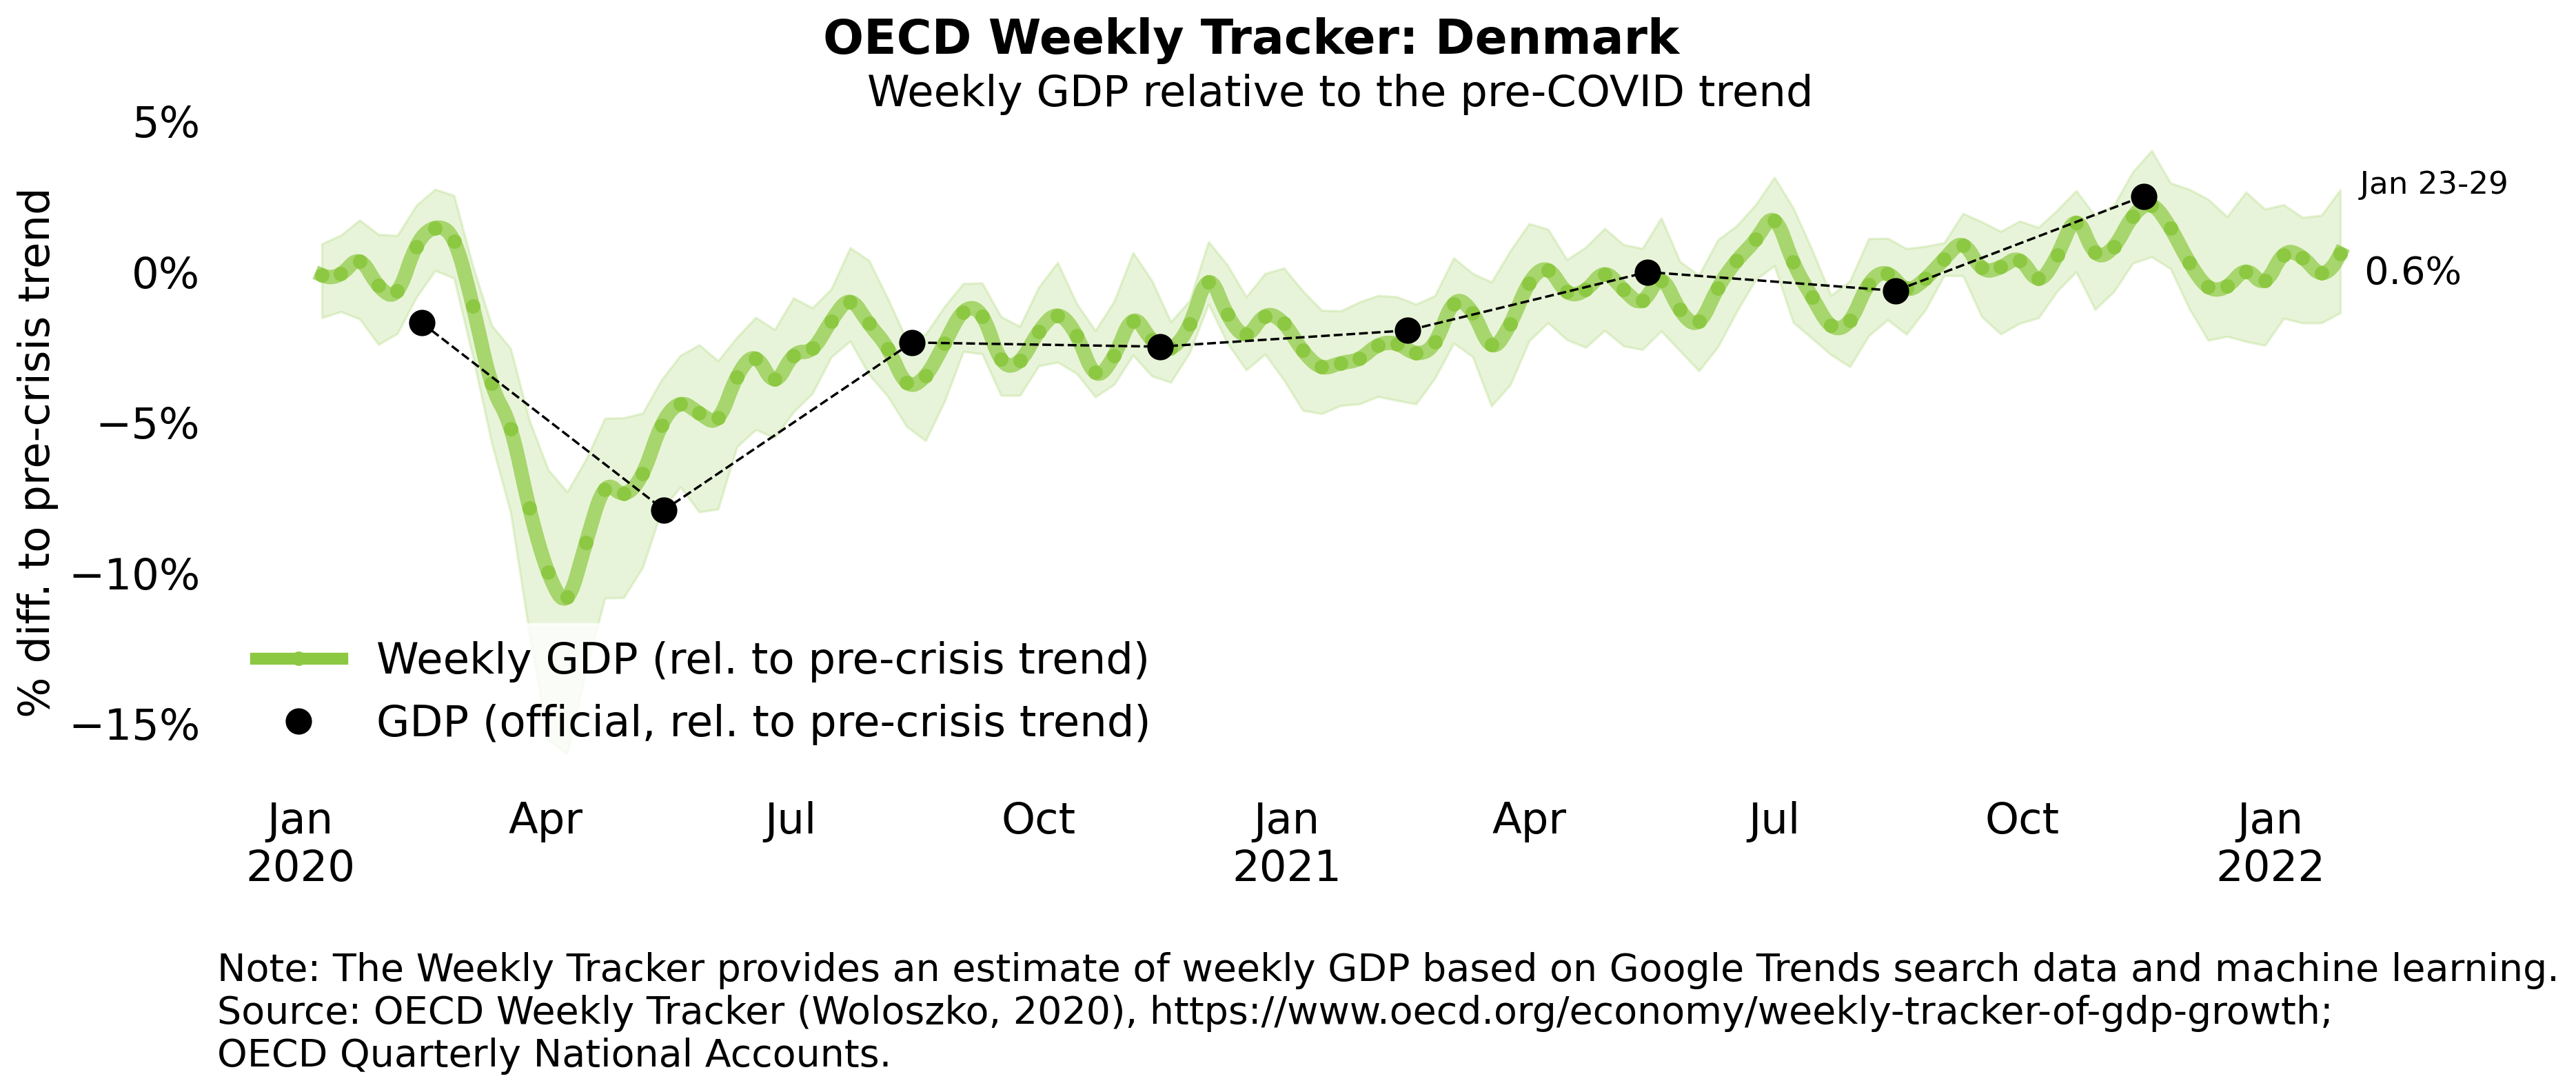 OECD Weekly Tracker: Denmark
Weekly GDP relative to the pre-COVID trend
% diff. to pre-crisis trend
5%
0%
−5%
−10%
−15%
Jan 23-29
0.6%
Weekly GDP (rel. to pre-crisis trend)
GDP (official, rel. to pre-crisis trend)
Jan Apr Jul Oct Jan Apr Jul Oct Jan
2020 2021 2022
Note: The Weekly Tracker provides an estimate of weekly GDP based on Google Trends search data and machine learning.
Source: OECD Weekly Tracker (Woloszko, 2020), https://www.oecd.org/economy/weekly-tracker-of-gdp-growth;
OECD Quarterly National Accounts.